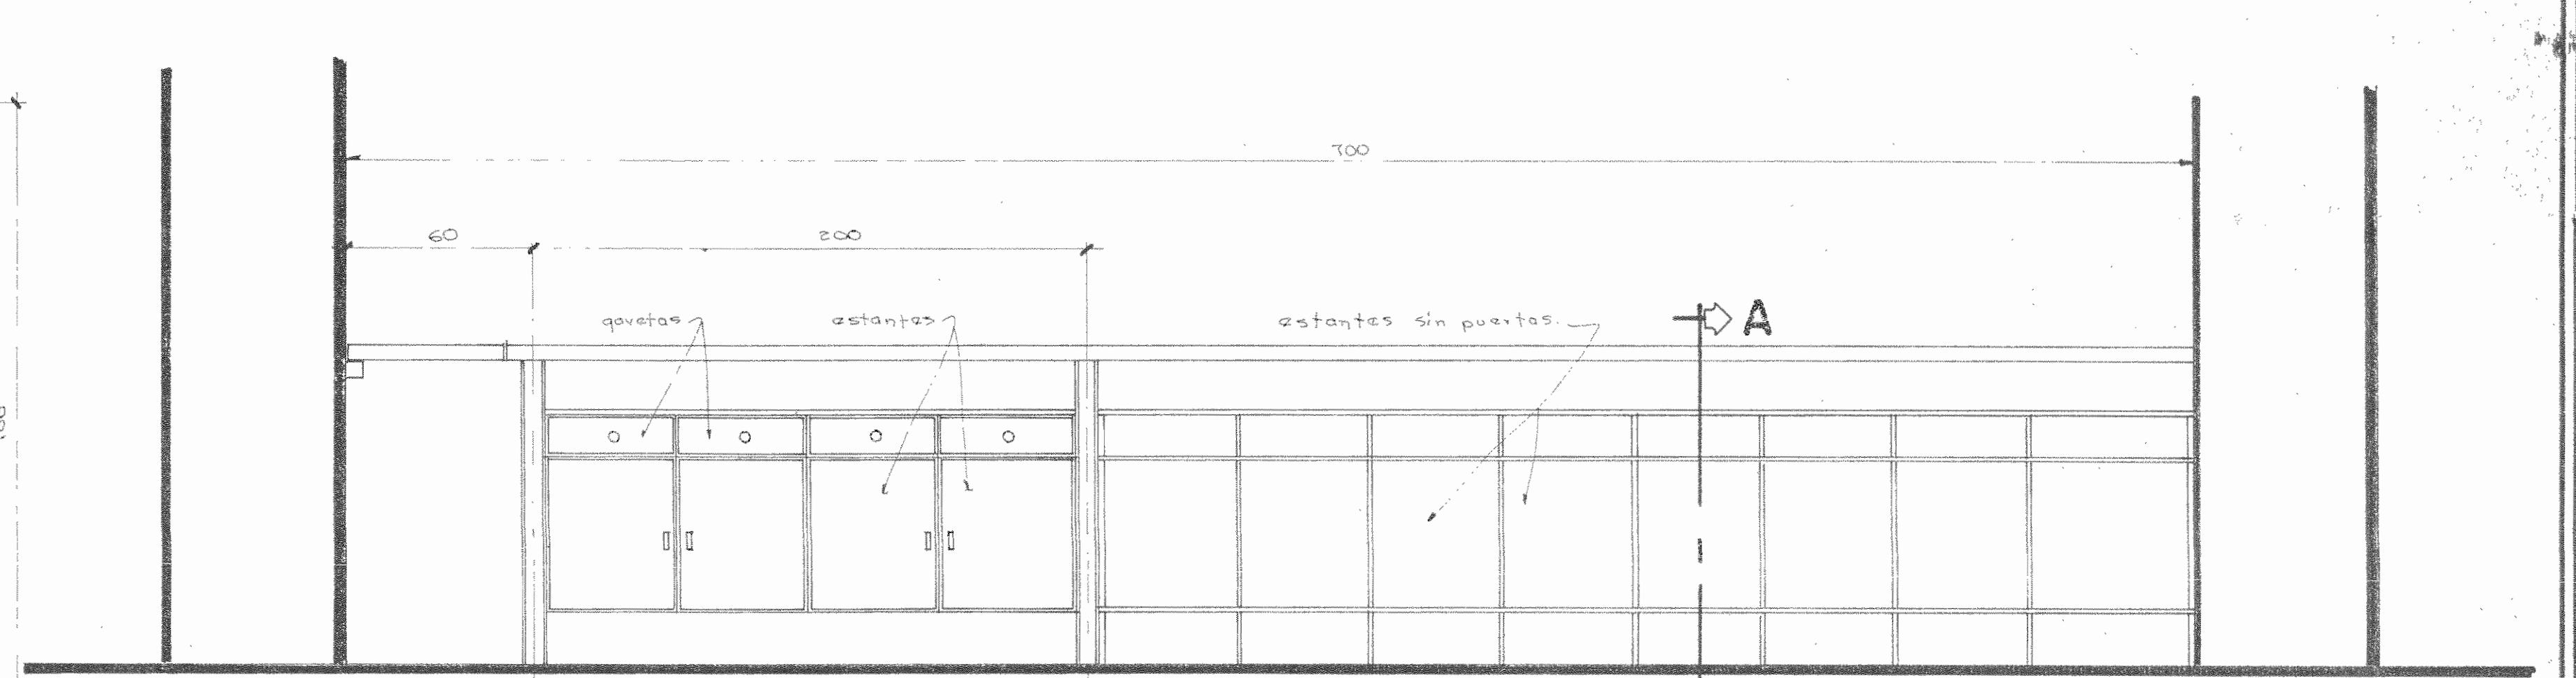 700
60
200
gavetas
estantes
estantes sin puertas.
A